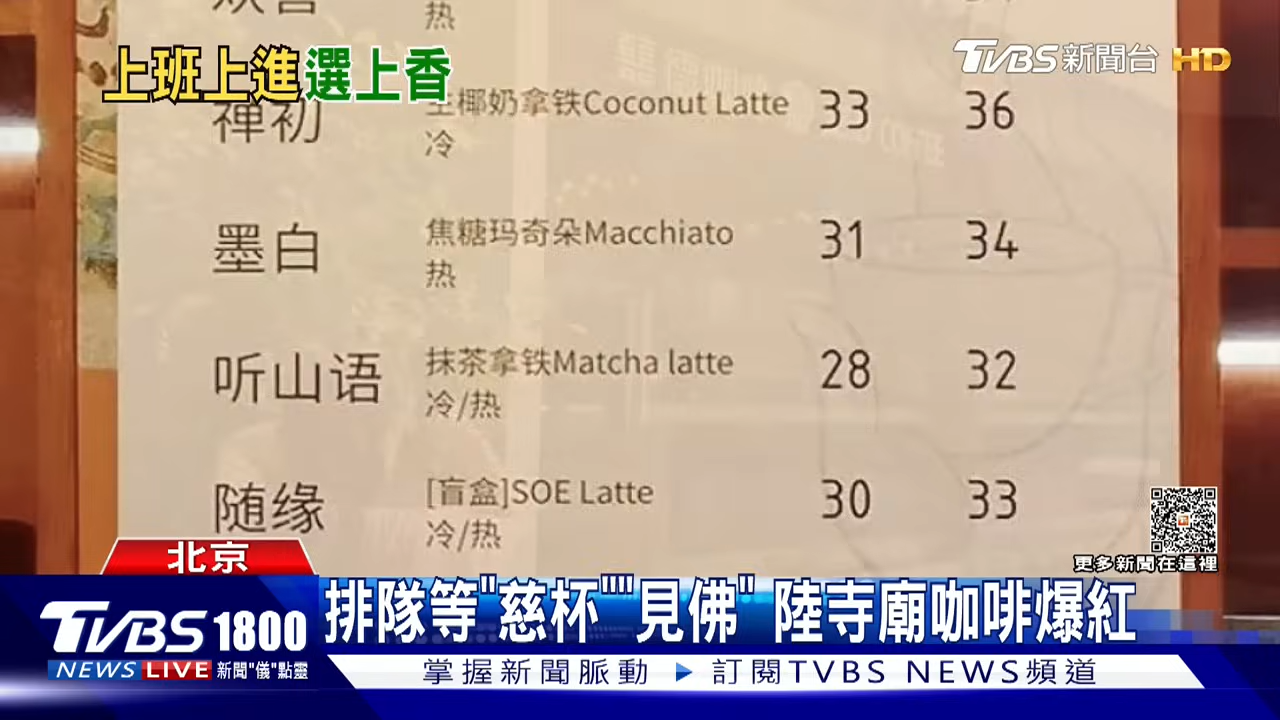 热
TVBS新聞台 HD
上班上進選上香
禅初 生椰奶拿铁Coconut Latte 33 36
冷
墨白 焦糖玛奇朵Macchiato 31 34
热
听山语 抹茶拿铁Matcha latte 28 32
冷/热
随缘 [盲盒]SOE Latte 30 33
冷/热
更多新聞在這裡
北京
排隊等"慈杯""見佛" 陸寺廟咖啡爆紅
TVBS 1800
NEWS LIVE 新聞"儀"點靈
掌握新聞脈動 ▶ 訂閱TVBS NEWS頻道